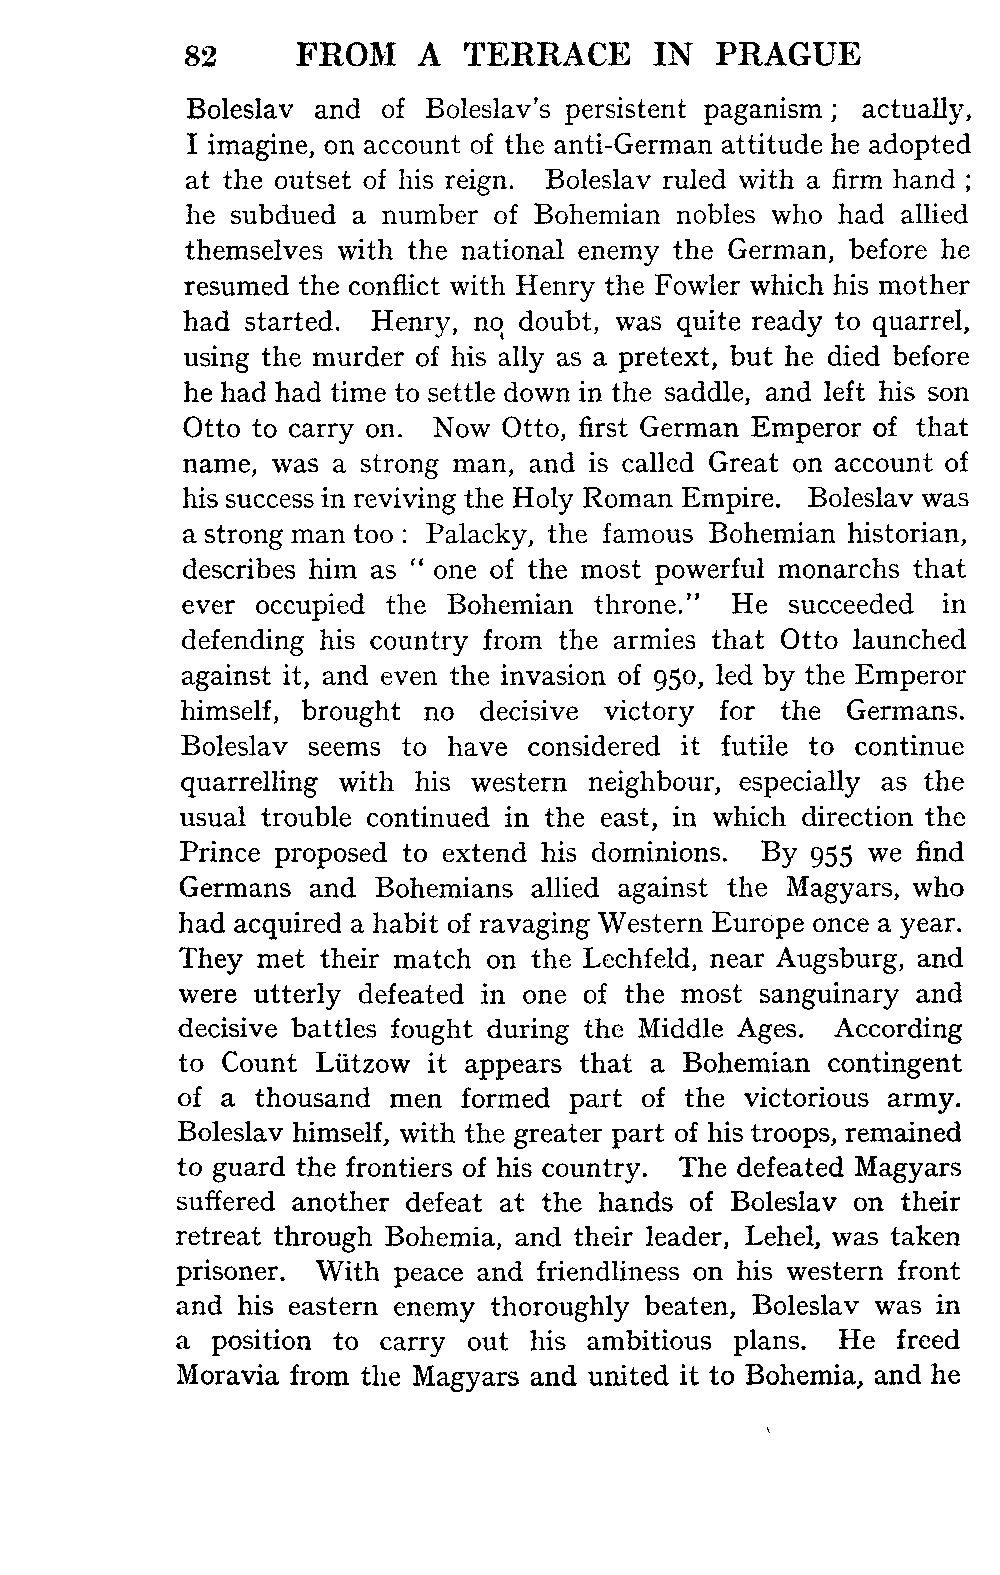 82 FROM A TERRACE IN PRAGUE
Boleslav and of Boleslav's persistent paganism ; actually,
I imagine, on account of the anti-German attitude he adopted
at the outset of his reign. Boleslav ruled with a firm hand ;
he subdued a number of Bohemian nobles who had allied
themselves with the national enemy the German, before he
resumed the conflict with Henry the Fowler which his mother
had started. Henry, no doubt, was quite ready to quarrel,
using the murder of his ally as a pretext, but he died before
he had had time to settle down in the saddle, and left his son
Otto to carry on. Now Otto, first German Emperor of that
name, was a strong man, and is called Great on account of
his success in reviving the Holy Roman Empire. Boleslav was
a strong man too : Palacky, the famous Bohemian historian,
describes him as “ one of the most powerful monarchs that
ever occupied the Bohemian throne.” He succeeded in
defending his country from the armies that Otto launched
against it, and even the invasion of 950, led by the Emperor
himself, brought no decisive victory for the Germans.
Boleslav seems to have considered it futile to continue
quarrelling with his western neighbour, especially as the
usual trouble continued in the east, in which direction the
Prince proposed to extend his dominions. By 955 we find
Germans and Bohemians allied against the Magyars, who
had acquired a habit of ravaging Western Europe once a year.
They met their match on the Lechfeld, near Augsburg, and
were utterly defeated in one of the most sanguinary and
decisive battles fought during the Middle Ages. According
to Count Lützow it appears that a Bohemian contingent
of a thousand men formed part of the victorious army.
Boleslav himself, with the greater part of his troops, remained
to guard the frontiers of his country. The defeated Magyars
suffered another defeat at the hands of Boleslav on their
retreat through Bohemia, and their leader, Lehel, was taken
prisoner. With peace and friendliness on his western front
and his eastern enemy thoroughly beaten, Boleslav was in
a position to carry out his ambitious plans. He freed
Moravia from the Magyars and united it to Bohemia, and he